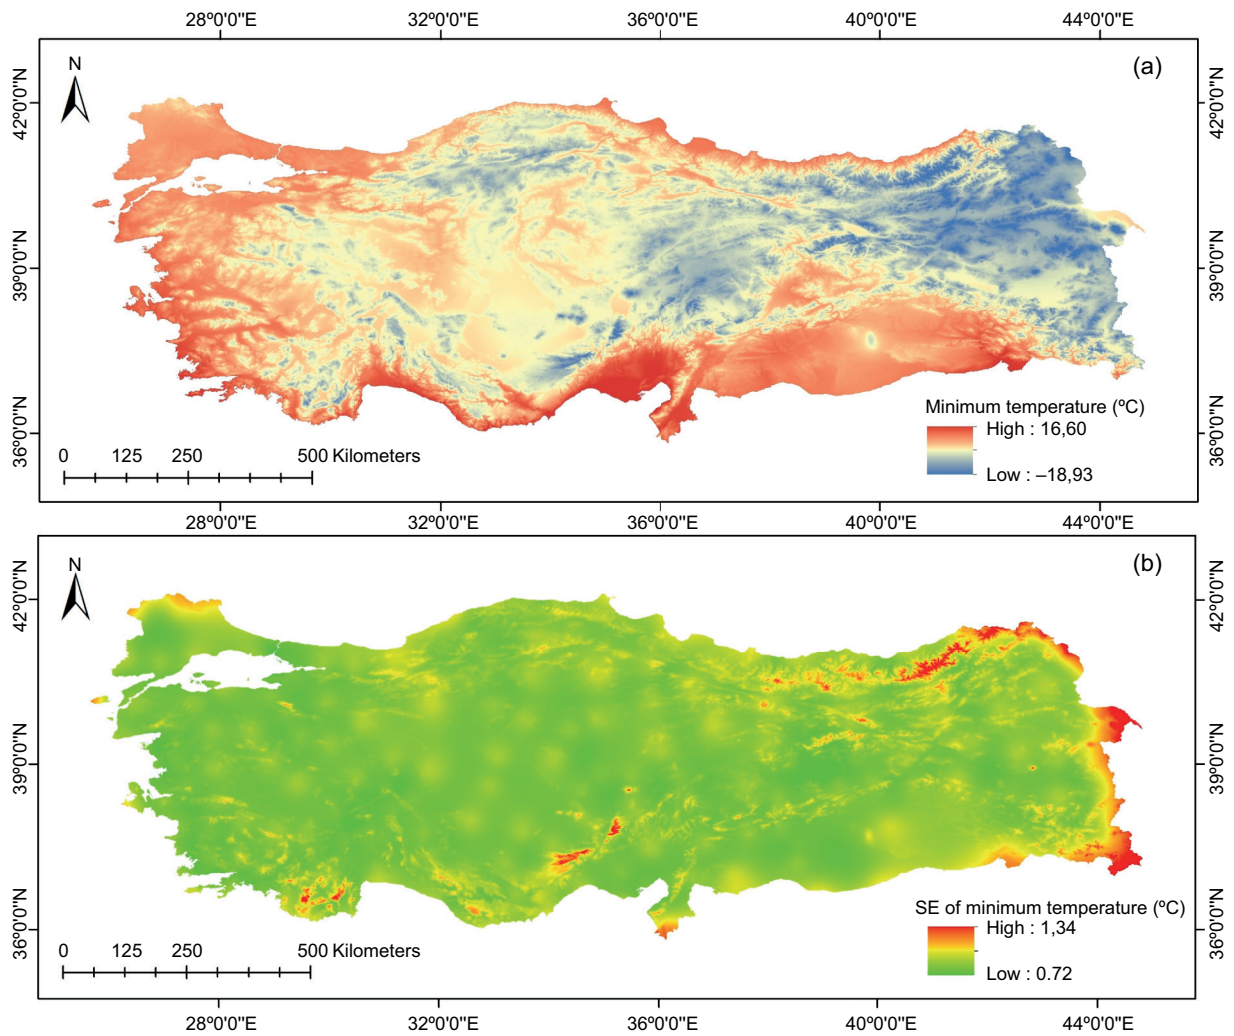 28º0'0"E 32º0'0"E 36º0'0"E 40º0'0"E 44º0'0"E
(a)
N
42º0'0"N
42º0'0"N
39º0'0"N
39º0'0"N
36º0'0"N
36º0'0"N
Minimum temperature (ºC)
High : 16,60
Low : –18,93
0 125 250 500 Kilometers
28º0'0"E 32º0'0"E 36º0'0"E 40º0'0"E 44º0'0"E
(b)
N
42º0'0"N
42º0'0"N
39º0'0"N
39º0'0"N
36º0'0"N
36º0'0"N
SE of minimum temperature (ºC)
High : 1,34
Low : 0.72
0 125 250 500 Kilometers
28º0'0"E 32º0'0"E 36º0'0"E 40º0'0"E 44º0'0"E